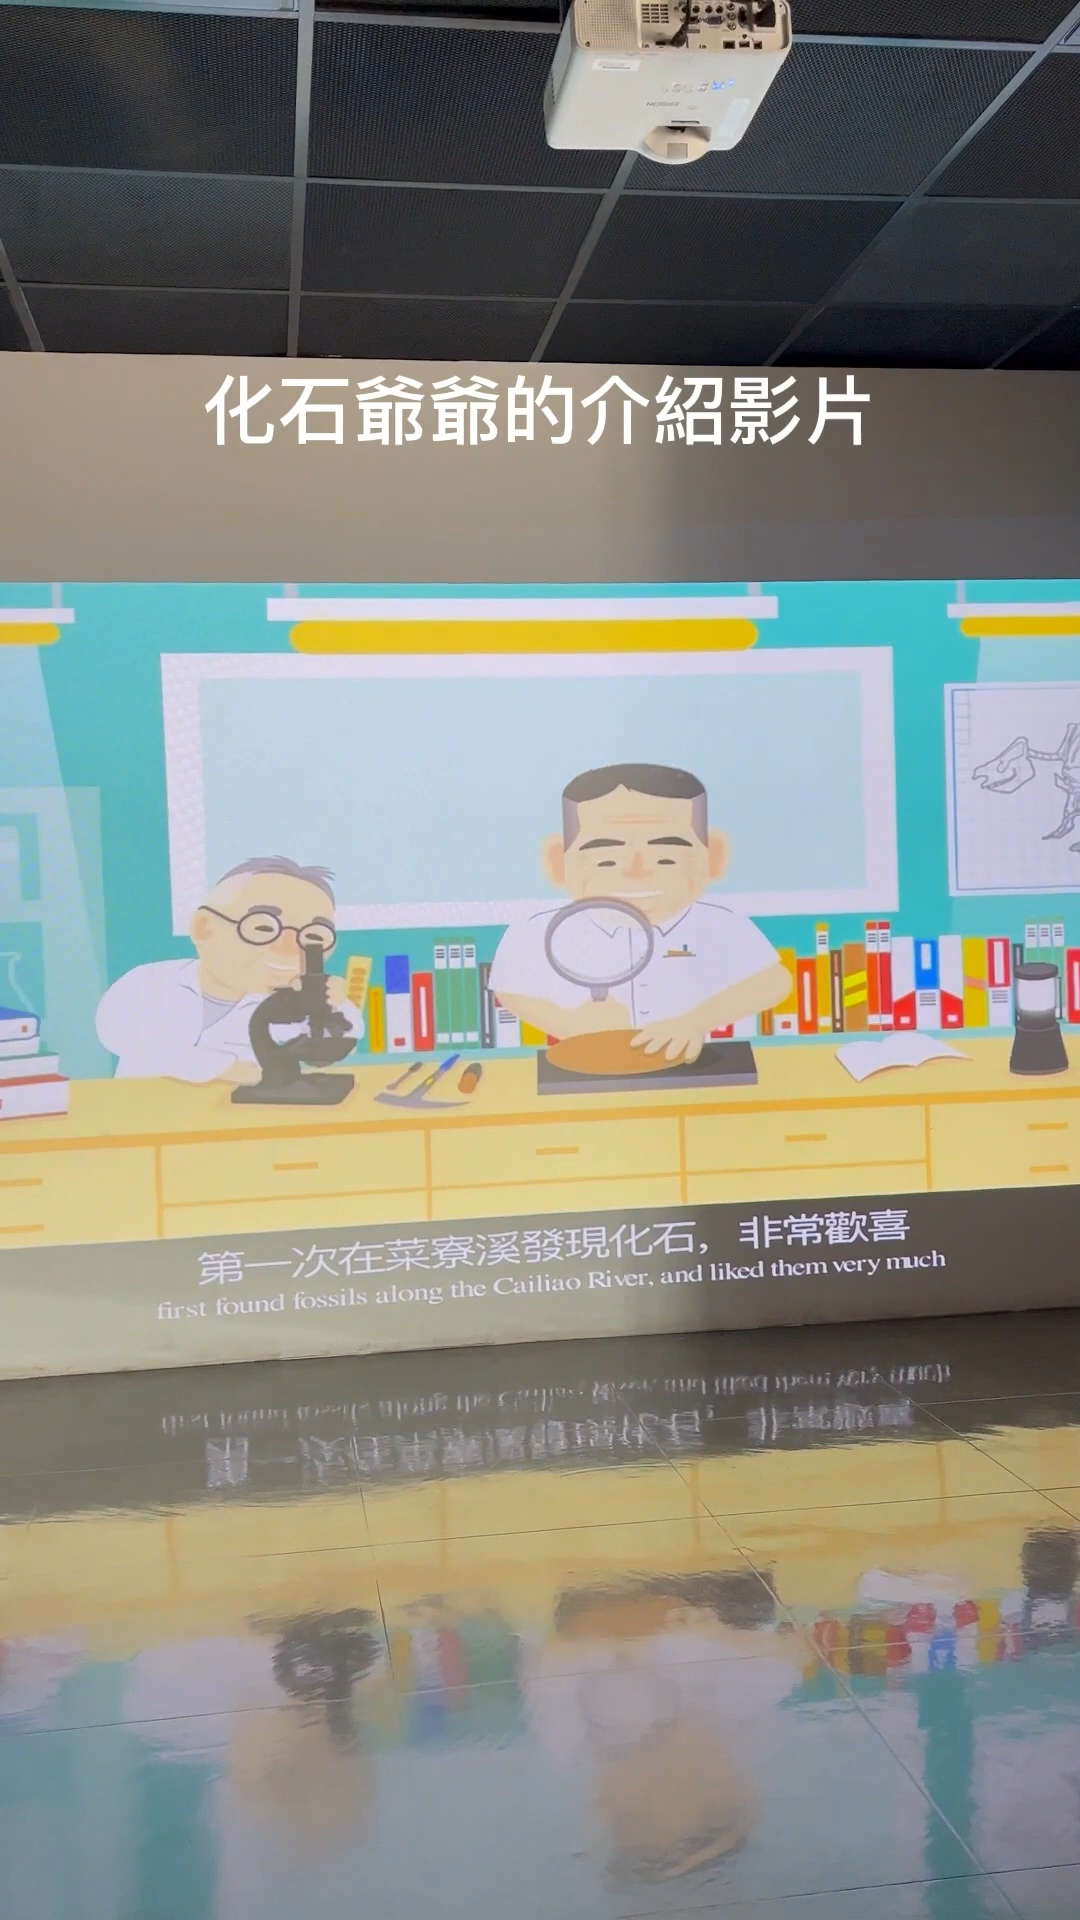 EPSON
化石爺爺的介紹影片
第一次在菜寮溪發現化石，非常歡喜
first found fossils along the Cailiao River, and liked them very much